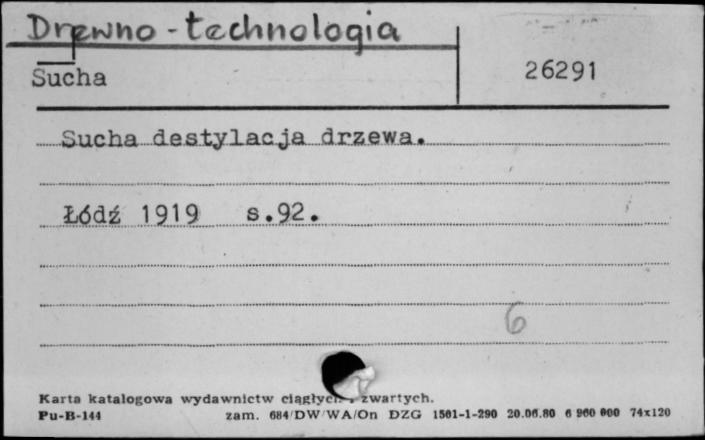 Drewno - technologia
Sucha
26291
Sucha destylacja drzewa.
Łódź 1919 s.92.
6
Karta katalogowa wydawnictw ciągłych i zwartych.
Pu-B-144 zam. 684/DW/WA/On DZG 1501-1-290 20.06.80 6 900 000 74x120